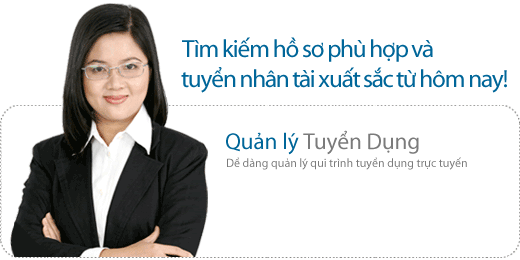 Tìm kiếm hồ sơ phù hợp và
tuyển nhân tài xuất sắc từ hôm nay!
Quản lý Tuyển Dụng
Dể dàng quản lý qui trình tuyển dụng trực tuyến